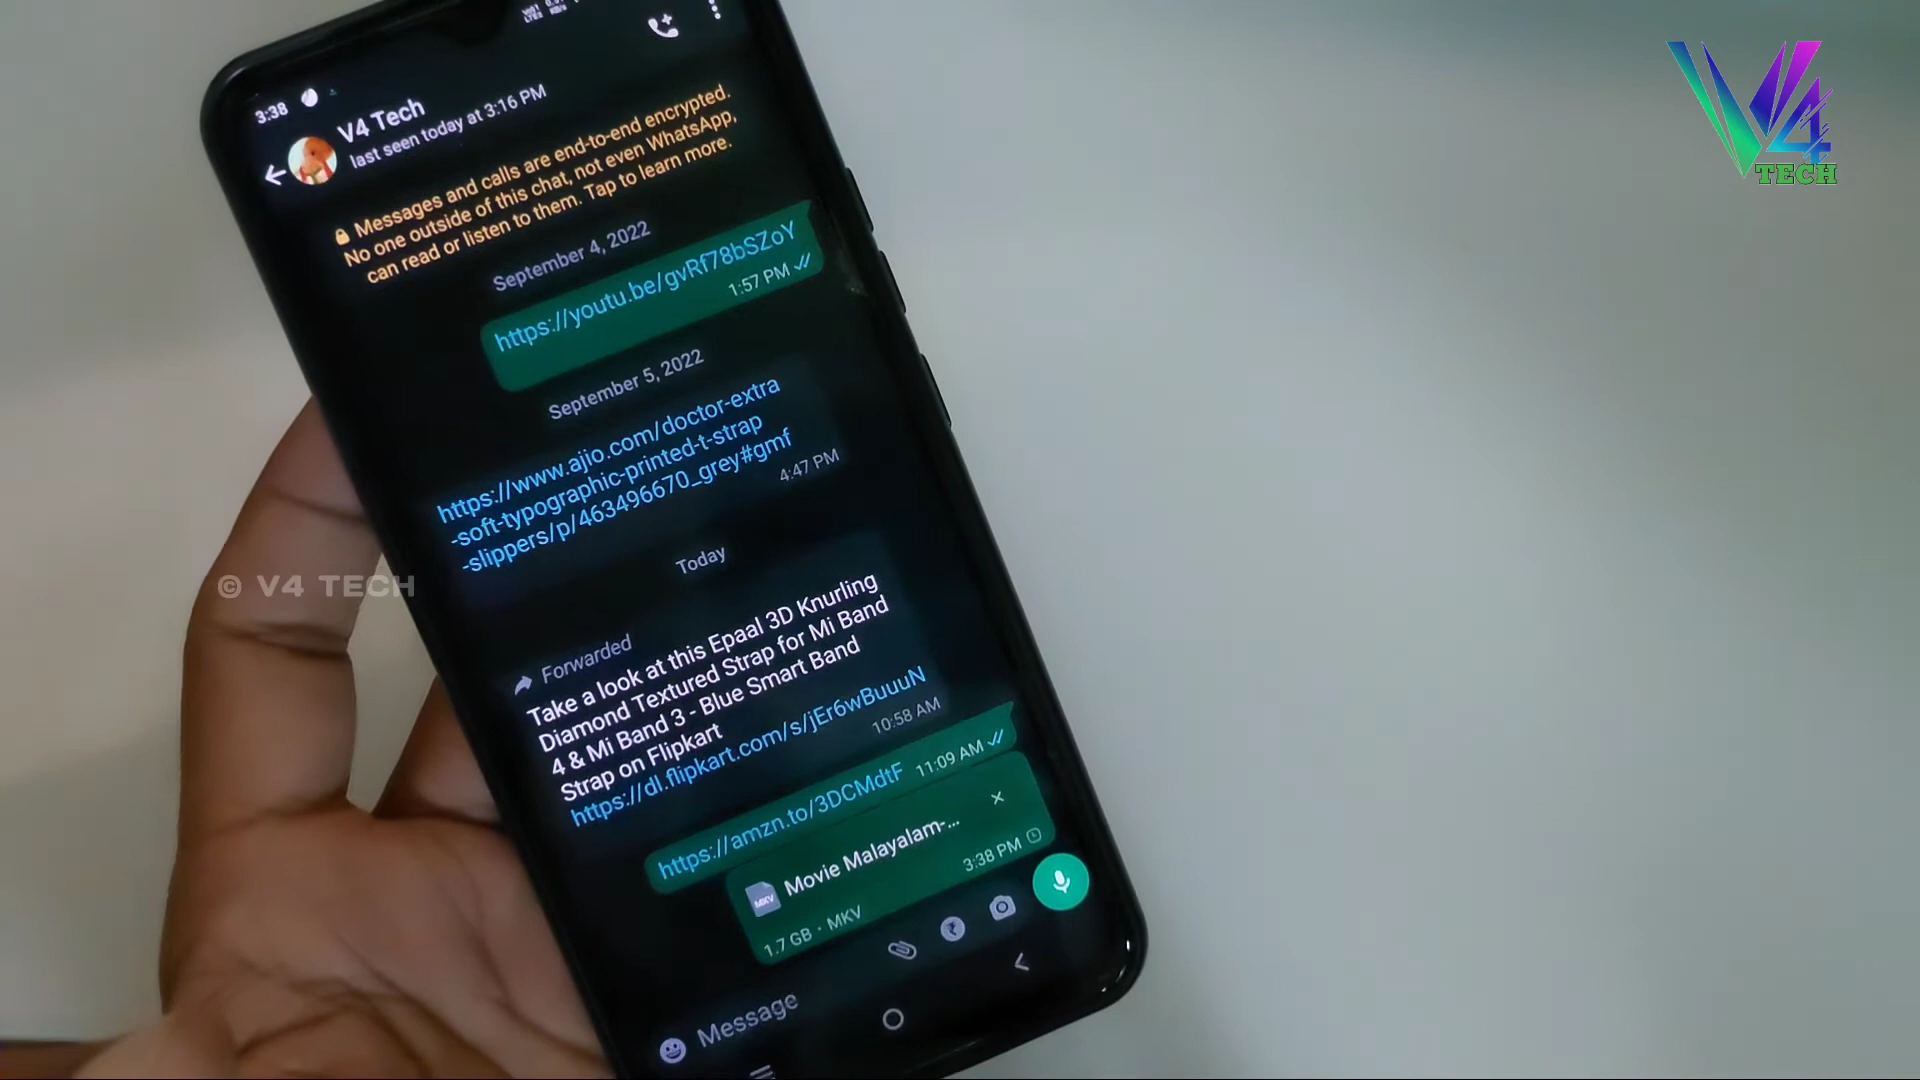 3:38
V4 Tech
last seen today at 3:16 PM
Messages and calls are end-to-end encrypted.
No one outside of this chat, not even WhatsApp,
can read or listen to them. Tap to learn more.
September 4, 2022
https://youtu.be/gvRf78bSZoY
1:57 PM
September 5, 2022
https://www.ajio.com/doctor-extra
-soft-typographic-printed-t-strap
-slippers/p/463496670_grey#gmf
4:47 PM
Today
Forwarded
Take a look at this Epaal 3D Knurling
Diamond Textured Strap for Mi Band
4 & Mi Band 3 - Blue Smart Band
Strap on Flipkart
https://dl.flipkart.com/s/jEr6wBuuuN
10:58 AM
https://amzn.to/3DCMdtF 11:09 AM
Movie Malayalam-...
MKV
1.7 GB · MKV
3:38 PM
Message
© V4 TECH
V4
TECH